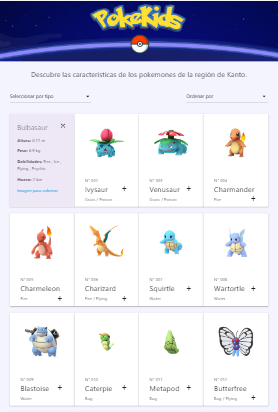 PokeKids
Descubre las características de los pokemones de la región de Kanto.
Seleccionar por tipo
Ordenar por
Bulbasaur ×
Altura: 0.71 m
Peso: 6.9 kg
Debilidades: Fire, Ice,
Flying, Psychic
Huevo: 2 km
Imagen para colorear
N° 002
Ivysaur +
Grass / Poison
N° 003
Venusaur +
Grass / Poison
N° 004
Charmander
Fire +
N° 005
Charmeleon
Fire +
N° 006
Charizard
Fire / Flying +
N° 007
Squirtle +
Water
N° 008
Wartortle +
Water
N° 009
Blastoise +
Water
N° 010
Caterpie +
Bug
N° 011
Metapod +
Bug
N° 012
Butterfree
Bug / Flying +